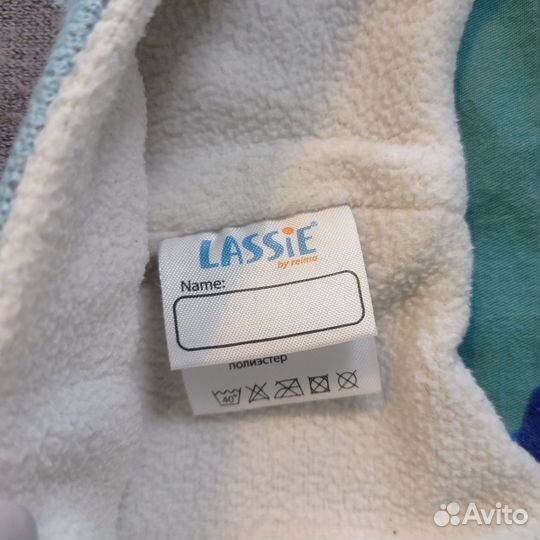 LASSiE®
by reima
Name:
полиэстер
40°
Avito